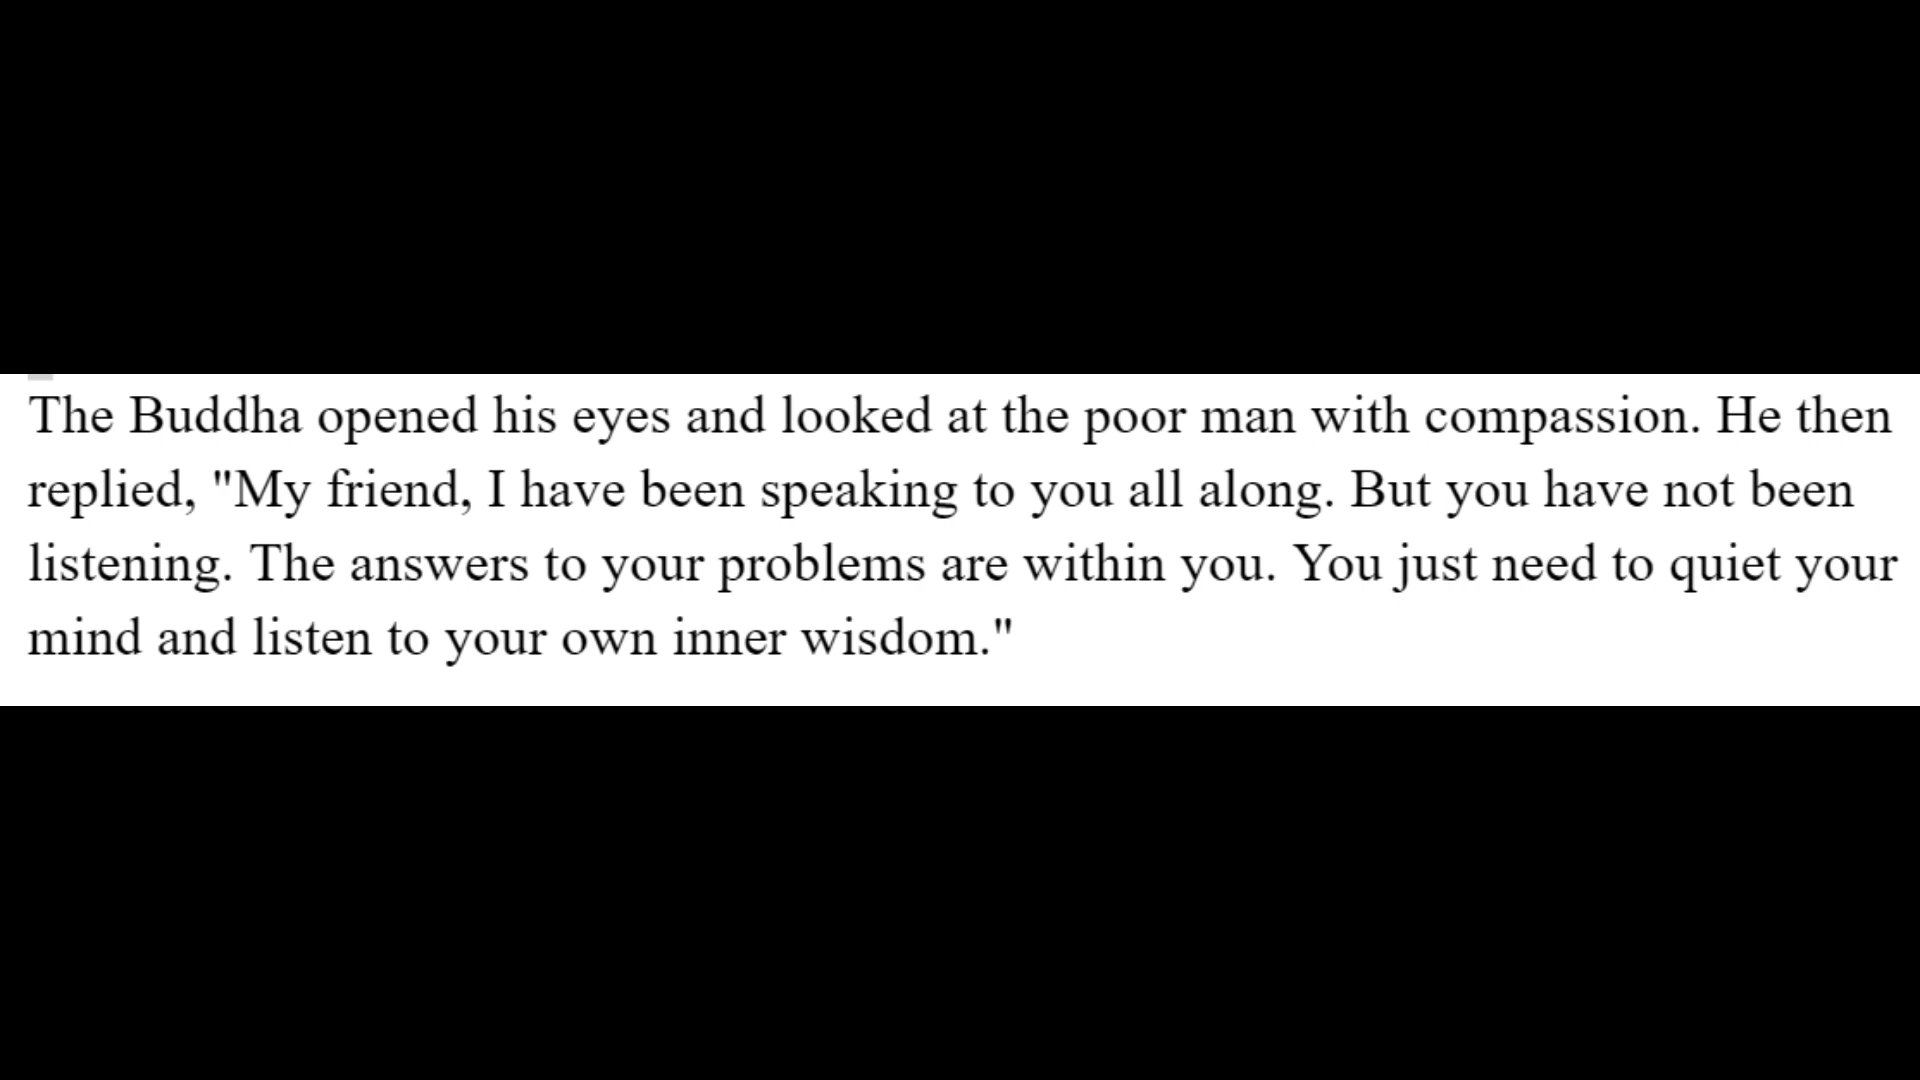 The Buddha opened his eyes and looked at the poor man with compassion. He then
replied, "My friend, I have been speaking to you all along. But you have not been
listening. The answers to your problems are within you. You just need to quiet your
mind and listen to your own inner wisdom."